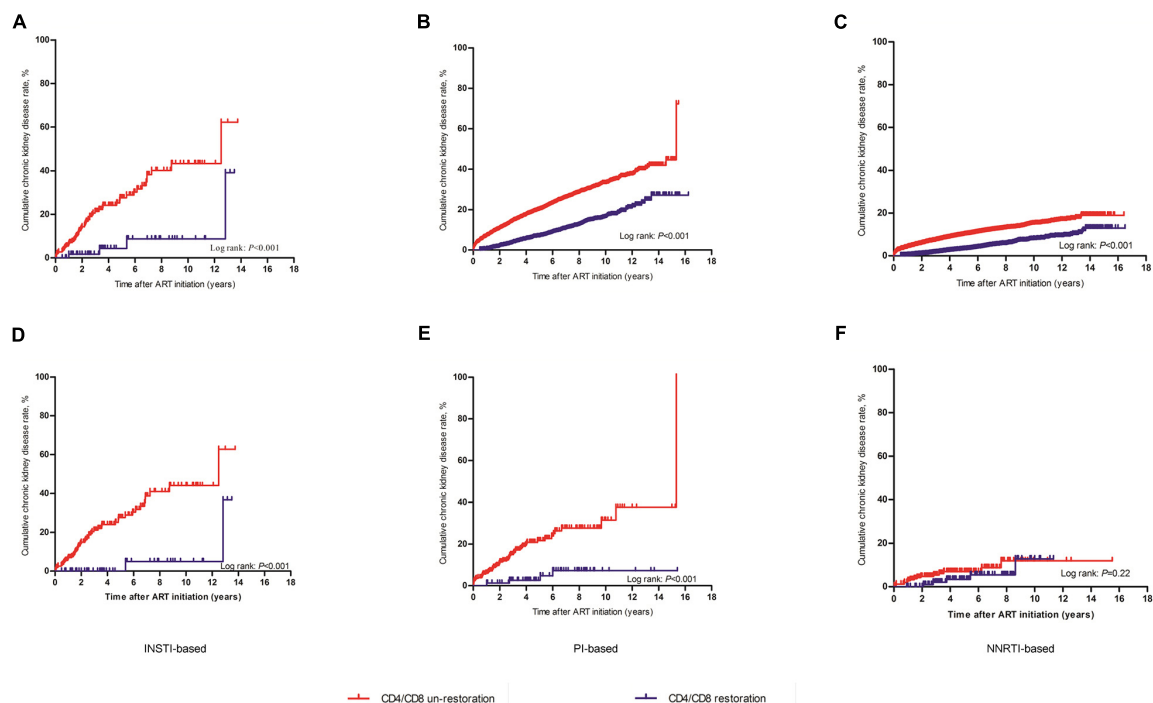 A
B
C
Cumulative chronic kidney disease rate, %
100
80
60
40
20
0
0 2 4 6 8 10 12 14 16 18
Log rank: P<0.001
Time after ART initiation (years)
Cumulative chronic kidney disease rate, %
100
80
60
40
20
0
0 2 4 6 8 10 12 14 16 18
Log rank: P<0.001
Time after ART initiation (years)
Cumulative chronic kidney disease rate, %
100
80
60
40
20
0
0 2 4 6 8 10 12 14 16 18
Log rank: P<0.001
Time after ART initiation (years)
D
E
F
Cumulative chronic kidney disease rate, %
100
80
60
40
20
0
0 2 4 6 8 10 12 14 16 18
Log rank: P<0.001
Time after ART initiation (years)
Cumulative chronic kidney disease rate, %
100
80
60
40
20
0
0 2 4 6 8 10 12 14 16 18
Log rank: P<0.001
Time after ART initiation (years)
Cumulative chronic kidney disease rate, %
100
80
60
40
20
0
0 2 4 6 8 10 12 14 16 18
Log rank: P=0.22
Time after ART initiation (years)
INSTI-based
PI-based
NNRTI-based
CD4/CD8 un-restoration
CD4/CD8 restoration